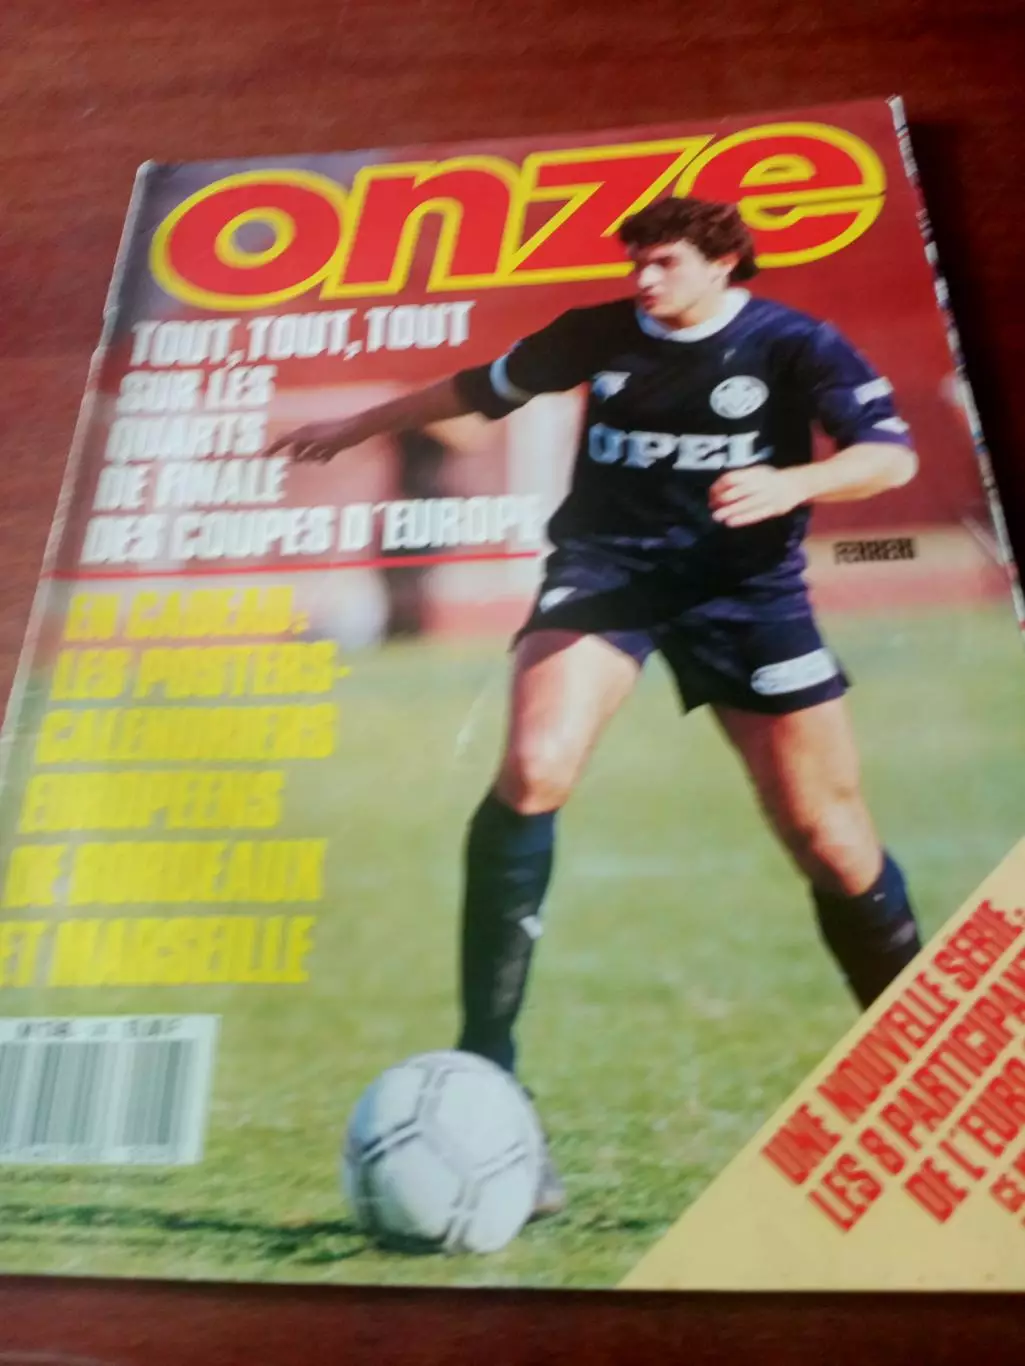 onze
TOUT, TOUT, TOUT
SUR LES
QUARTS
DE FINALE
DES COUPES D'EUROPE
OPEL
EN CADEAU:
LES POSTERS-
CALENDRIERS
EUROPEENS
DE BORDEAUX
ET MARSEILLE
UNE NOUVELLE SERIE:
LES 8 PARTICIPANTS
DE L'EURO